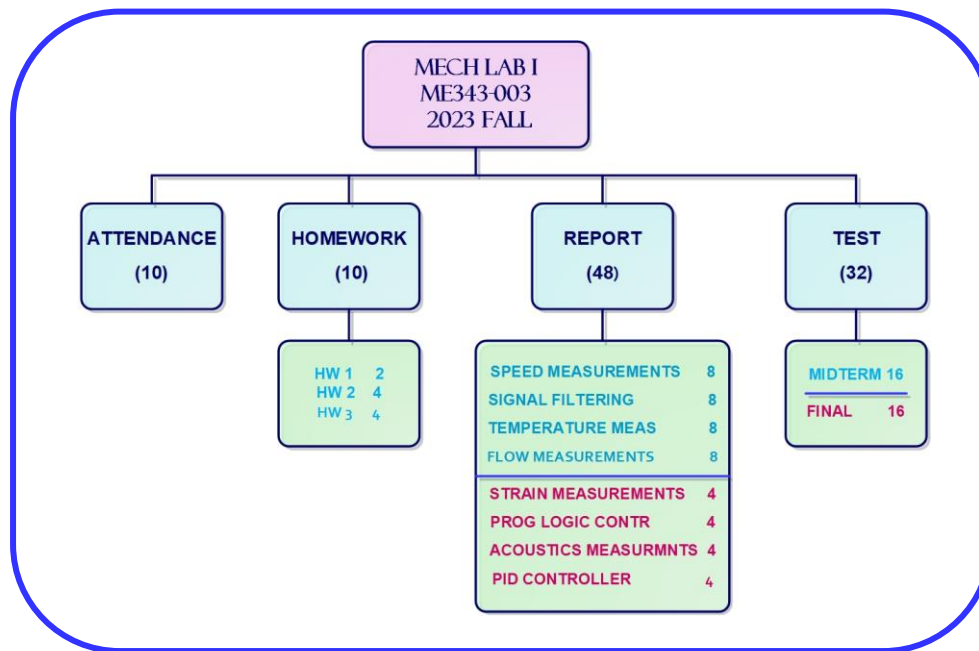 MECH LAB I
ME343-003
2023 FALL
ATTENDANCE
(10)
HOMEWORK
(10)
REPORT
(48)
TEST
(32)
HW 1 2
HW 2 4
HW 3 4
SPEED MEASUREMENTS 8
SIGNAL FILTERING 8
TEMPERATURE MEAS 8
FLOW MEASUREMENTS 8
STRAIN MEASUREMENTS 4
PROG LOGIC CONTR 4
ACOUSTICS MEASURMNTS 4
PID CONTROLLER 4
MIDTERM 16
FINAL 16